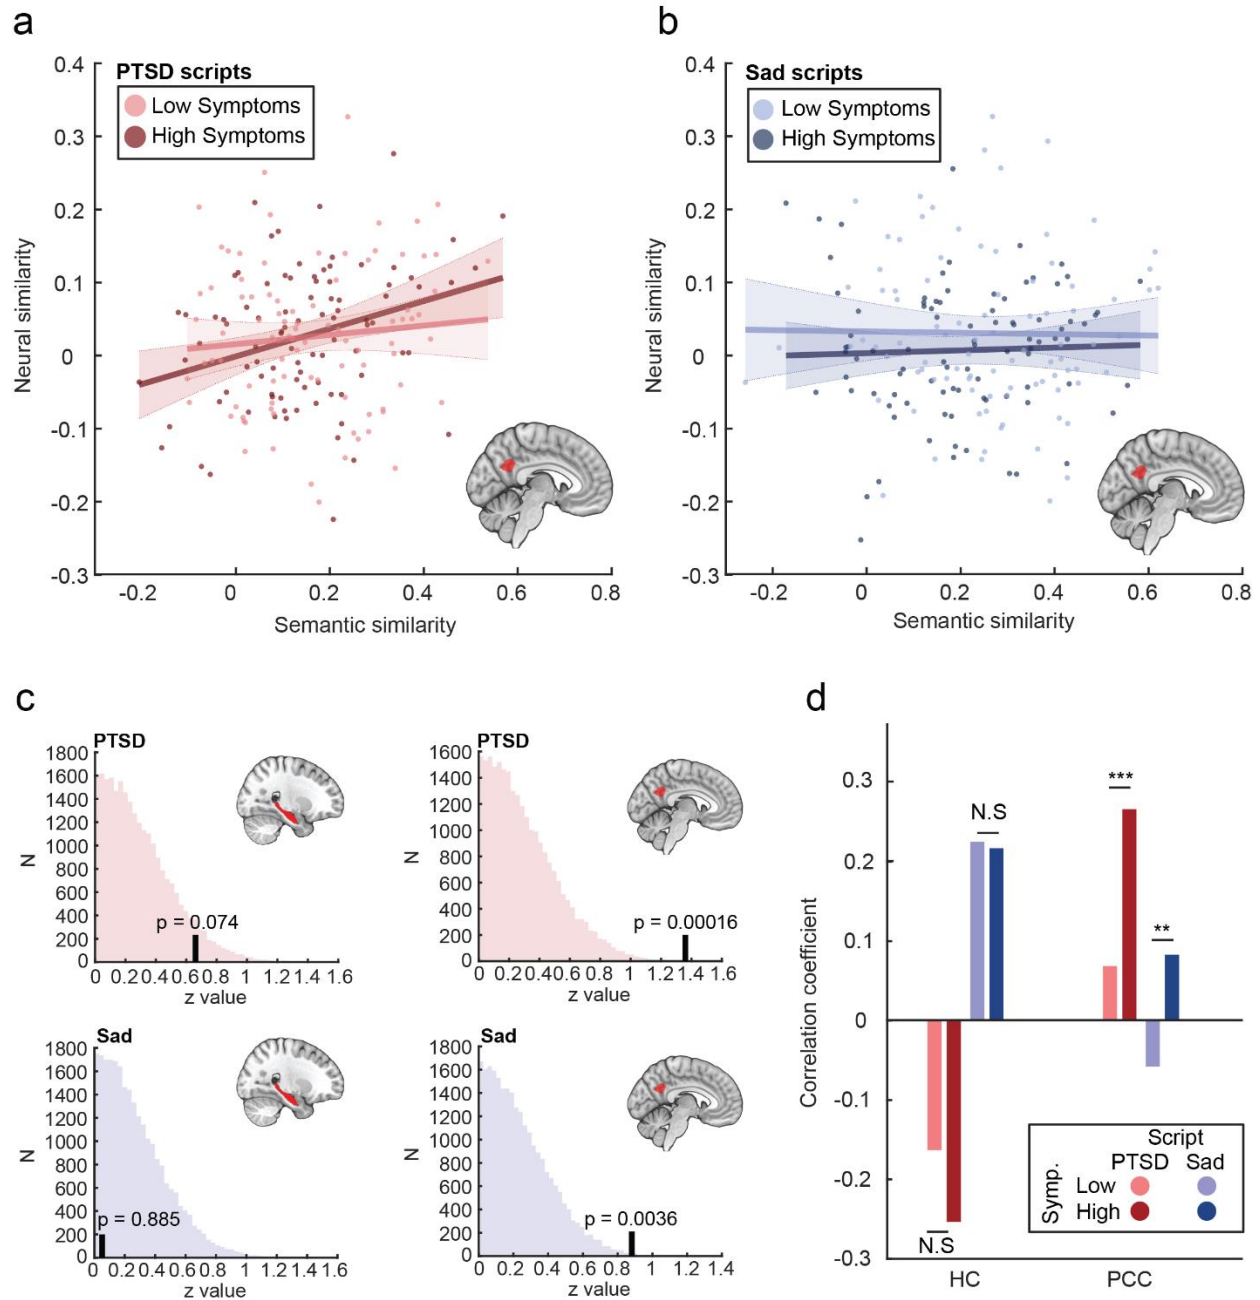 a
PTSD scripts
Low Symptoms
High Symptoms
0.4
0.3
0.2
0.1
0
-0.1
-0.2
-0.3
Neural similarity
-0.2 0 0.2 0.4 0.6 0.8
Semantic similarity
b
Sad scripts
Low Symptoms
High Symptoms
0.4
0.3
0.2
0.1
0
-0.1
-0.2
-0.3
Neural similarity
-0.2 0 0.2 0.4 0.6 0.8
Semantic similarity
c
PTSD
1800
1600
1400
1200
1000
800
600
400
200
0
N
p = 0.074
0 0.2 0.4 0.6 0.8 1 1.2 1.4 1.6
z value
PTSD
1600
1400
1200
1000
800
600
400
200
0
N
p = 0.00016
0 0.2 0.4 0.6 0.8 1 1.2 1.4 1.6
z value
Sad
1800
1600
1400
1200
1000
800
600
400
200
0
N
p = 0.885
0 0.2 0.4 0.6 0.8 1 1.2 1.4 1.6
z value
Sad
1800
1600
1400
1200
1000
800
600
400
200
0
N
p = 0.0036
0 0.2 0.4 0.6 0.8 1 1.2 1.4
z value
d
0.3
0.2
0.1
0
-0.1
-0.2
-0.3
Correlation coefficient
N.S
***
**
N.S
Script
PTSD Sad
Symp.
Low
High
HC PCC